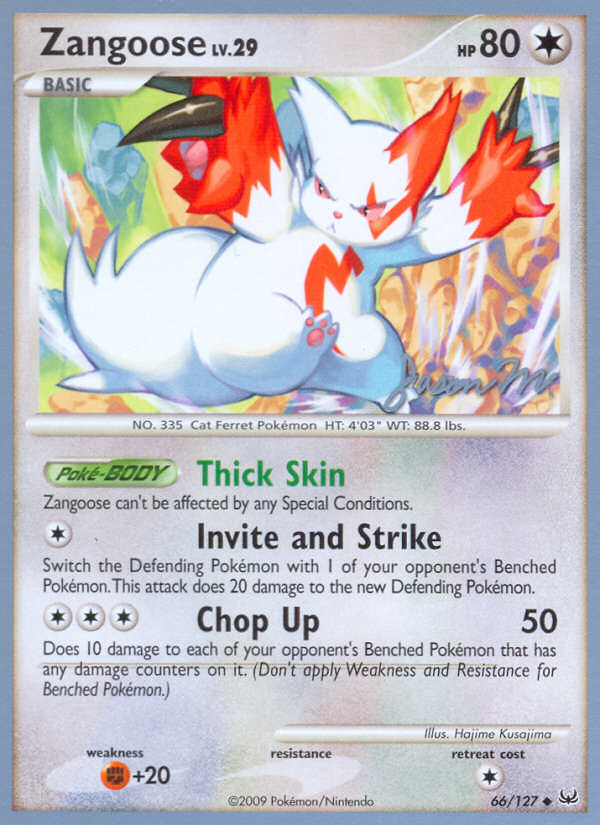 Zangoose LV.29 HP 80
BASIC
Jason M
NO. 335 Cat Ferret Pokémon HT: 4'03" WT: 88.8 lbs.
Poké-BODY Thick Skin
Zangoose can't be affected by any Special Conditions.
Invite and Strike
Switch the Defending Pokémon with 1 of your opponent's Benched
Pokémon. This attack does 20 damage to the new Defending Pokémon.
Chop Up 50
Does 10 damage to each of your opponent's Benched Pokémon that has
any damage counters on it. (Don't apply Weakness and Resistance for
Benched Pokémon.)
Illus. Hajime Kusajima
weakness resistance retreat cost
+20
©2009 Pokémon/Nintendo 66/127